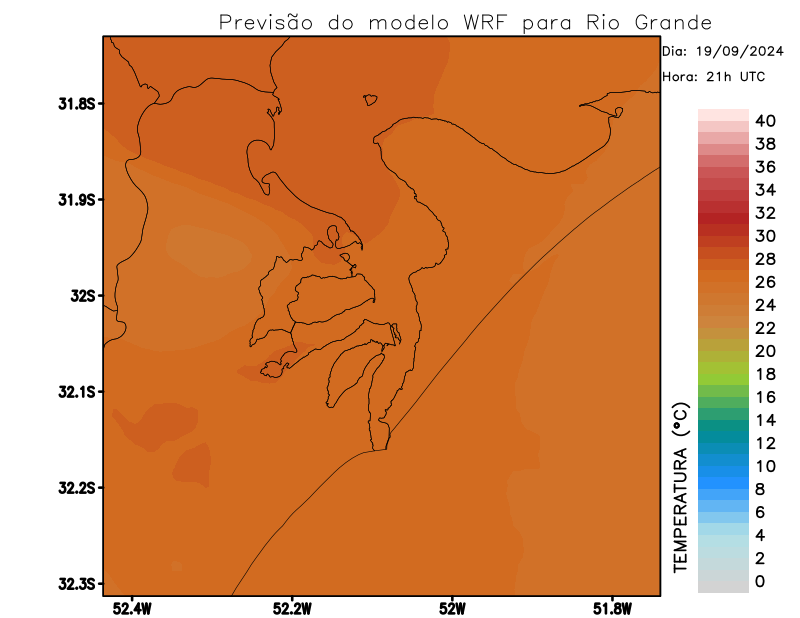 Previsão do modelo WRF para Rio Grande
Dia: 19/09/2024
Hora: 21h UTC
31.8S
31.9S
32S
32.1S
32.2S
32.3S
52.4W
52.2W
52W
51.8W
TEMPERATURA (°C)
40
38
36
34
32
30
28
26
24
22
20
18
16
14
12
10
8
6
4
2
0